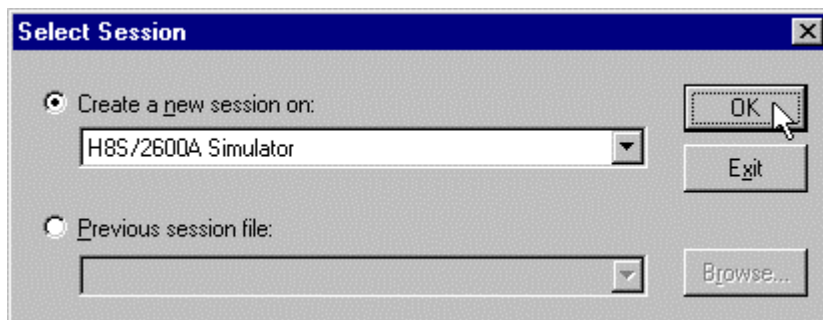 Select Session
Create a new session on:
OK
H8S/2600A Simulator
Exit
Previous session file:
Browse...